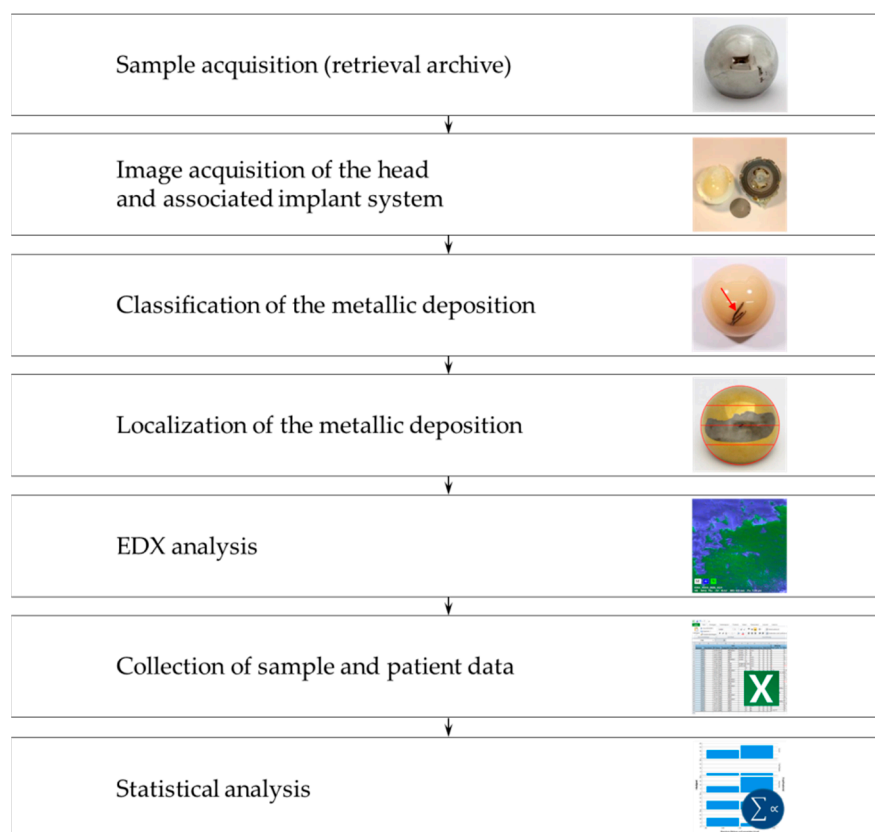 Sample acquisition (retrieval archive)
Image acquisition of the head
and associated implant system
Classification of the metallic deposition
Localization of the metallic deposition
EDX analysis
Collection of sample and patient data
X
Statistical analysis
∑ ∝